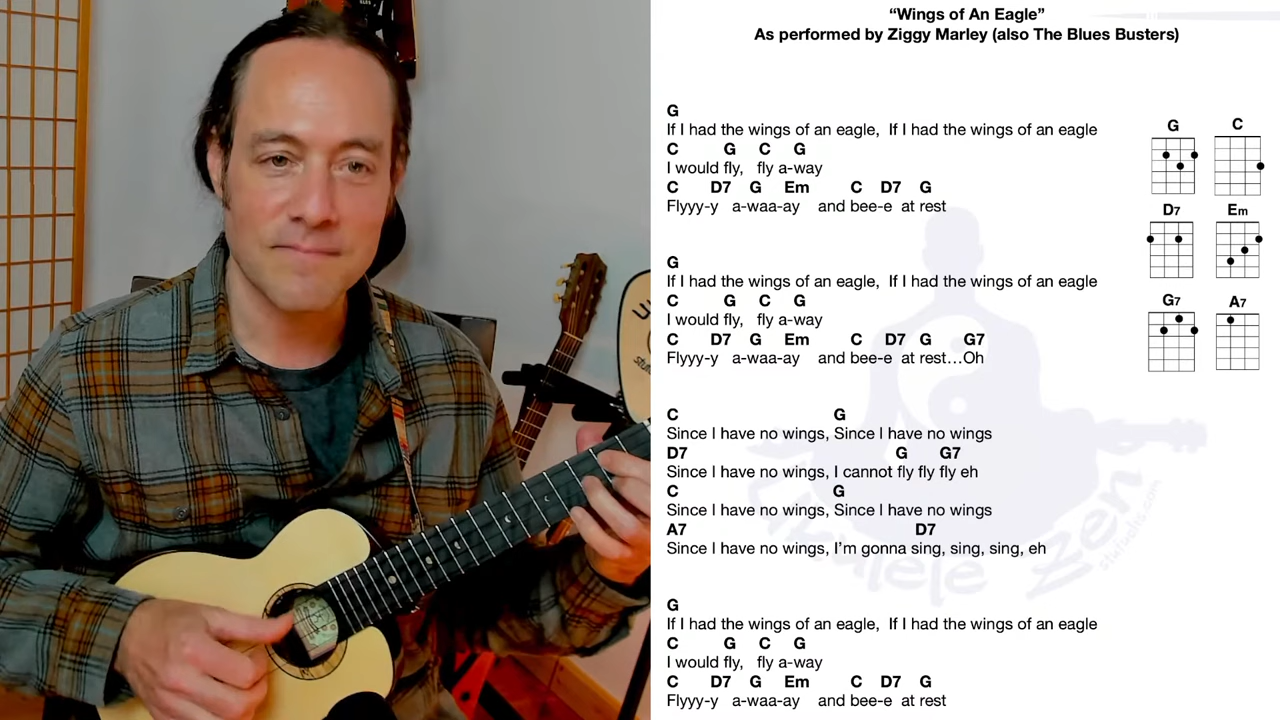 “Wings of An Eagle”
As performed by Ziggy Marley (also The Blues Busters)
G
If I had the wings of an eagle,  If I had the wings of an eagle
C G C G
I would fly,   fly a-way
C D7 G Em C D7 G
Flyyy-y   a-waa-ay    and bee-e  at rest
G
If I had the wings of an eagle,  If I had the wings of an eagle
C G C G
I would fly,   fly a-way
C D7 G Em C D7 G G7
Flyyy-y   a-waa-ay    and bee-e  at rest…Oh
C G
Since I have no wings, Since I have no wings
D7 G G7
Since I have no wings, I cannot fly fly fly eh
C G
Since I have no wings, Since I have no wings
A7 D7
Since I have no wings, I’m gonna sing, sing, sing, eh
G
If I had the wings of an eagle,  If I had the wings of an eagle
C G C G
I would fly,   fly a-way
C D7 G Em C D7 G
Flyyy-y   a-waa-ay    and bee-e  at rest
G C
D7 Em
G7 A7
Ukulele Zen
stufuchs.com